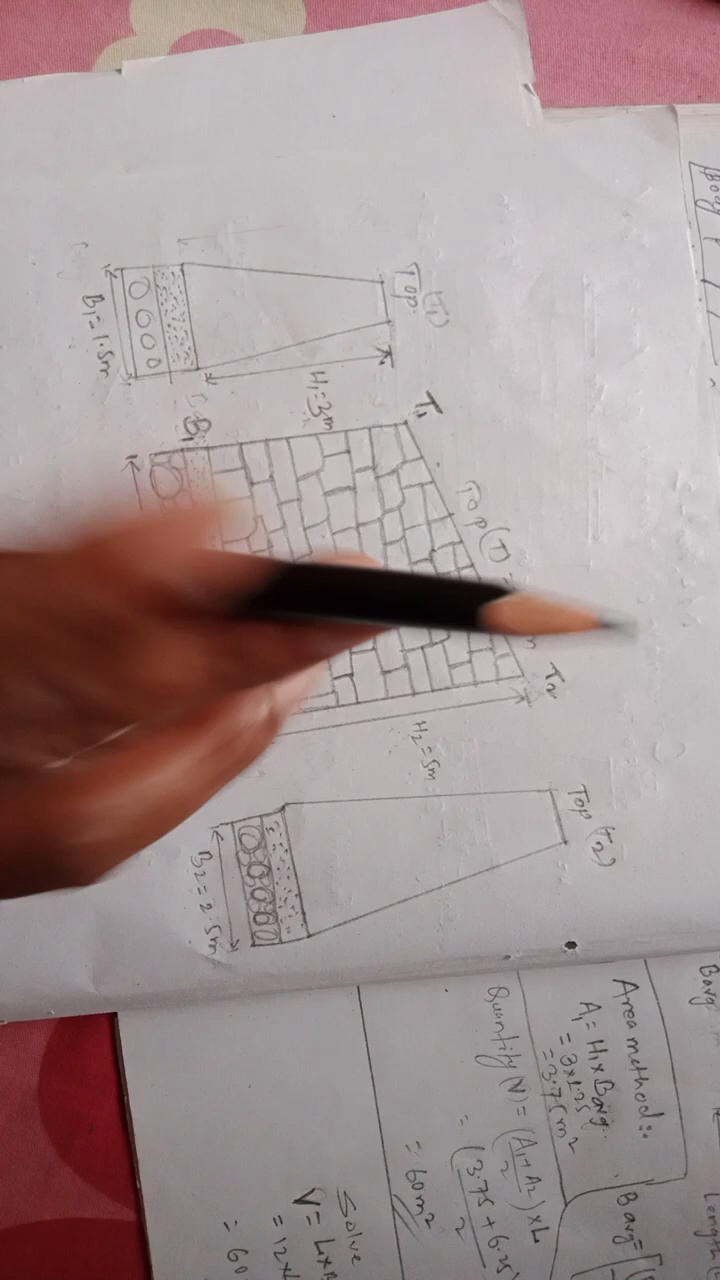 Top (T1)
H1=3m
B1=1.5m
T1
B1
Top (T) =
T2
H2=5m
Top (T2)
B2=2.5m
Area method :-
A1 = H1 x Bavg.
= 3x1.25
= 3.75m2
Bavg=
Quantity (V) = (A1+A2/2) x L
= (3.75+6.25/2
= 60m2
Solve
V=
= 12x
= 60
Bavg
Length